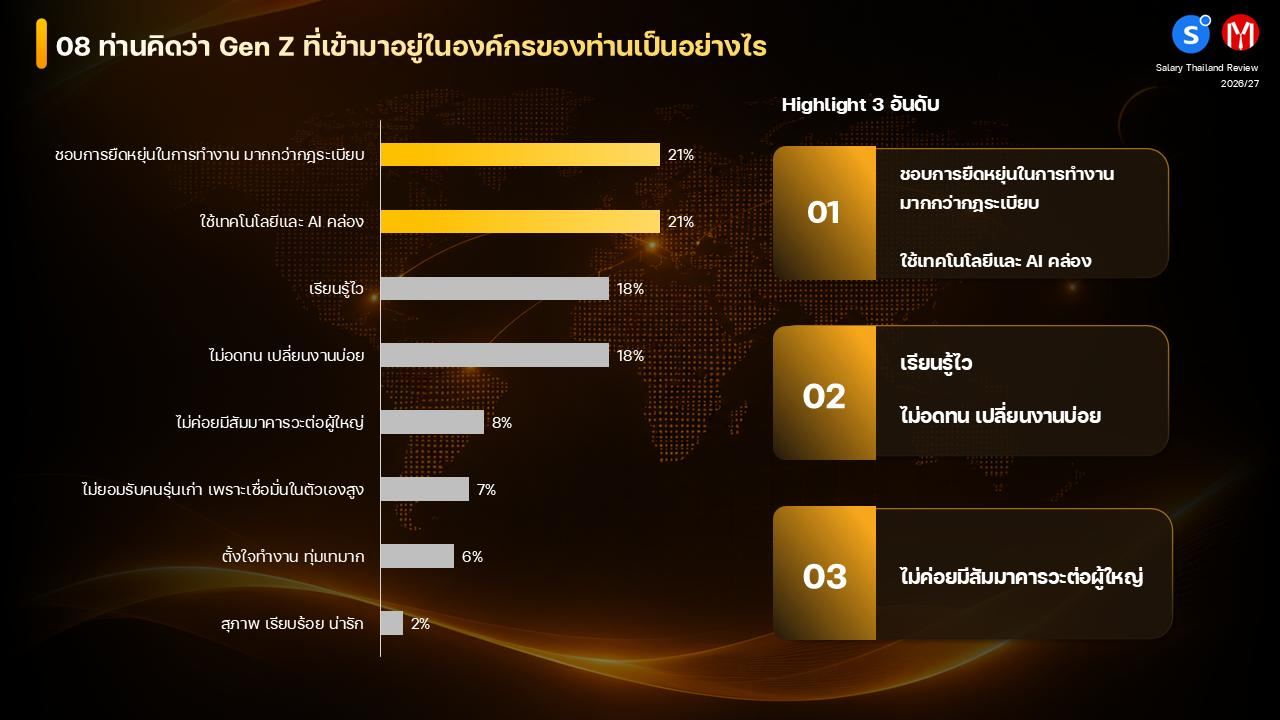 08 ท่านคิดว่า Gen Z ที่เข้ามาอยู่ในองค์กรของท่านเป็นอย่างไร
S
Salary Thailand Review
2026/27
ชอบการยืดหยุ่นในการทำงาน มากกว่ากฎระเบียบ 21%
ใช้เทคโนโลยีและ AI คล่อง 21%
เรียนรู้ไว 18%
ไม่อดทน เปลี่ยนงานบ่อย 18%
ไม่ค่อยมีสัมมาคารวะต่อผู้ใหญ่ 8%
ไม่ยอมรับคนรุ่นเก่า เพราะเชื่อมั่นในตัวเองสูง 7%
ตั้งใจทำงาน ทุ่มเทมาก 6%
สุภาพ เรียบร้อย น่ารัก 2%
Highlight 3 อันดับ
01
ชอบการยืดหยุ่นในการทำงาน
มากกว่ากฎระเบียบ
ใช้เทคโนโลยีและ AI คล่อง
02
เรียนรู้ไว
ไม่อดทน เปลี่ยนงานบ่อย
03
ไม่ค่อยมีสัมมาคารวะต่อผู้ใหญ่